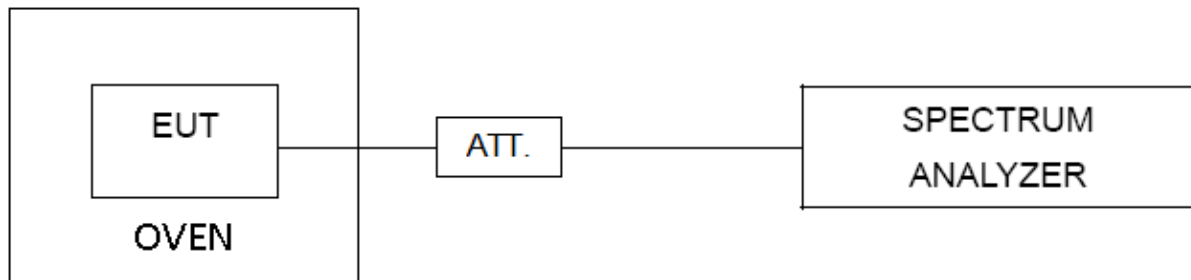 EUT
OVEN
ATT.
SPECTRUM
ANALYZER